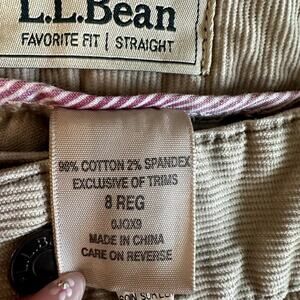 L.L.Bean
FAVORITE FIT | STRAIGHT
98% COTTON 2% SPANDEX
EXCLUSIVE OF TRIMS
8 REG
0JQX9
MADE IN CHINA
CARE ON REVERSE